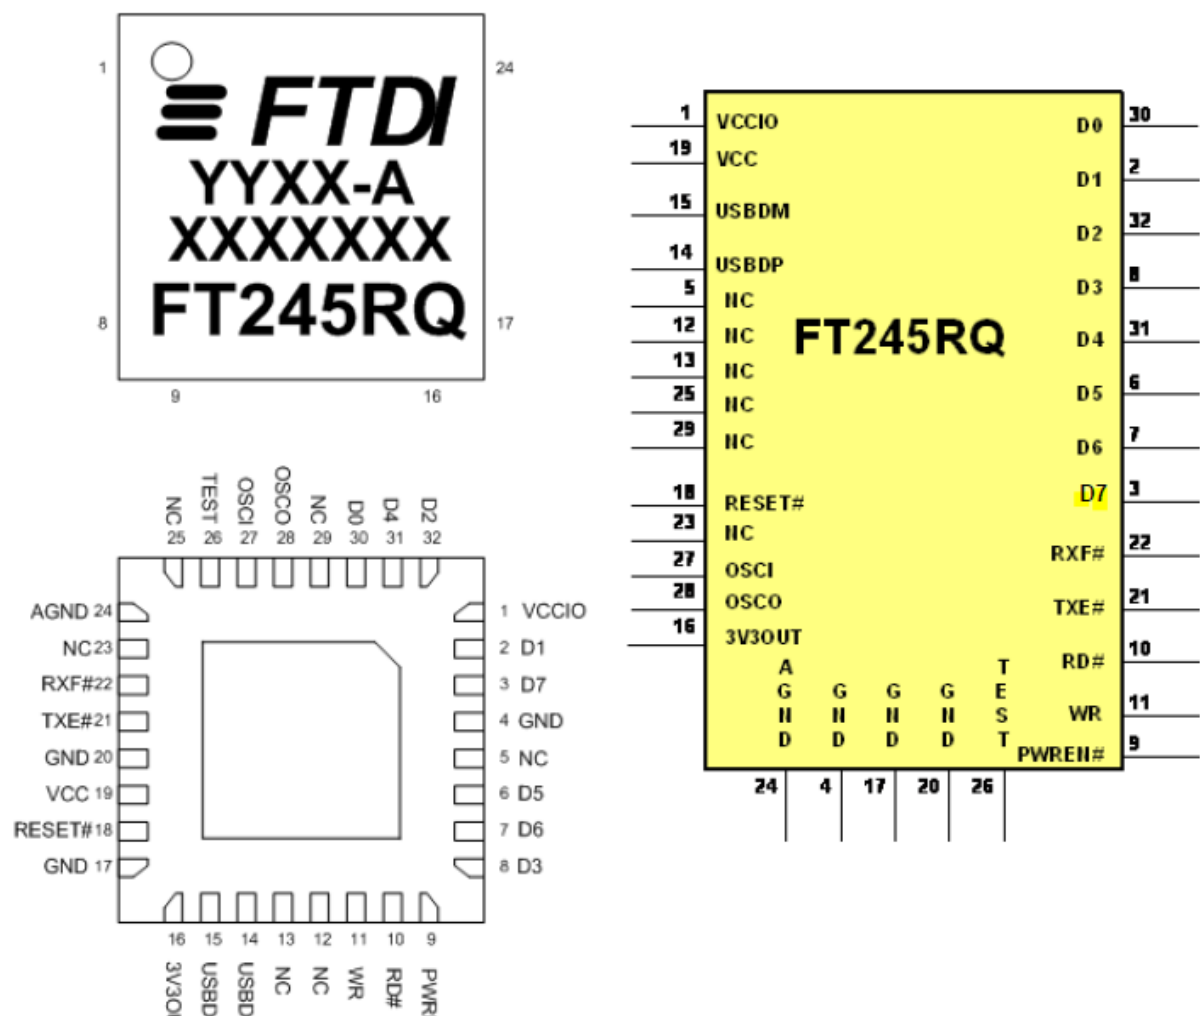 1
24
FTDI
YYXX-A
XXXXXXX
FT245RQ
8
17
9
16
NC 25
TEST 26
OSCI 27
OSCO 28
NC 29
D0 30
D4 31
D2 32
AGND 24
NC 23
RXF# 22
TXE# 21
GND 20
VCC 19
RESET# 18
GND 17
1 VCCIO
2 D1
3 D7
4 GND
5 NC
6 D5
7 D6
8 D3
16 3V3O
15 USBD
14 USBD
13 NC
12 NC
11 WR
10 RD#
9 PWR
FT245RQ
1 VCCIO
19 VCC
15 USBDM
14 USBDP
5 NC
12 NC
13 NC
25 NC
29 NC
18 RESET#
23 NC
27 OSCI
28 OSCO
16 3V3OUT
D0 30
D1 2
D2 32
D3 8
D4 31
D5 6
D6 7
D7 3
RXF# 22
TXE# 21
RD# 10
WR 11
PWREN# 9
AGND 24
GND 4
GND 17
GND 20
TEST 26